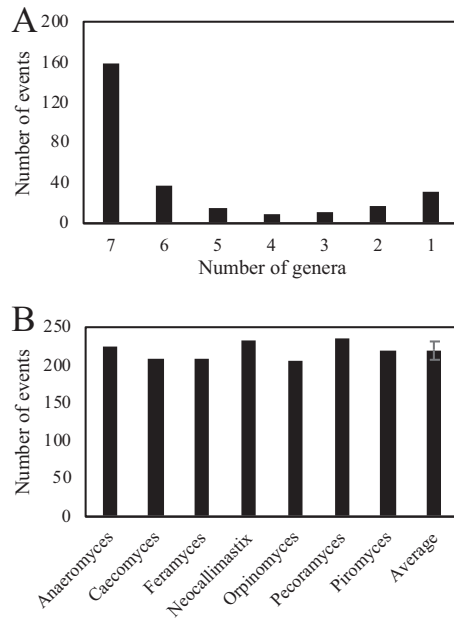 A
Number of events
200
160
120
80
40
0
7 6 5 4 3 2 1
Number of genera
B
Number of events
250
200
150
100
50
0
Anaeromyces
Caecomyces
Feramyces
Neocallimastix
Orpinomyces
Pecoramyces
Piromyces
Average